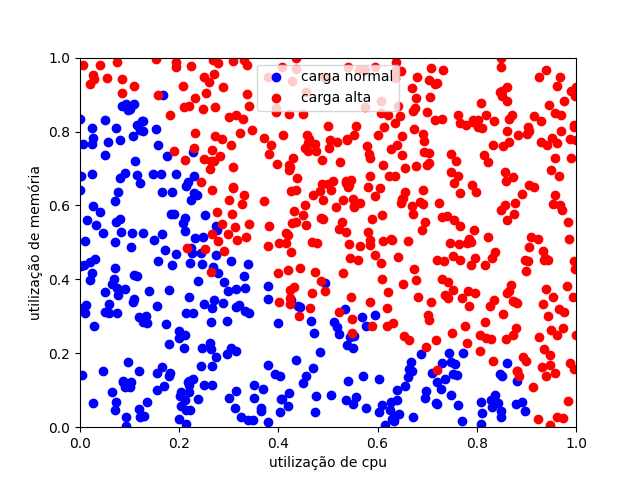 carga normal
carga alta
1.0
0.8
0.6
0.4
0.2
0.0
utilização de memória
0.0 0.2 0.4 0.6 0.8 1.0
utilização de cpu